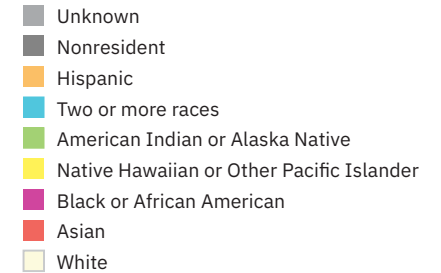 Unknown
Nonresident
Hispanic
Two or more races
American Indian or Alaska Native
Native Hawaiian or Other Pacific Islander
Black or African American
Asian
White